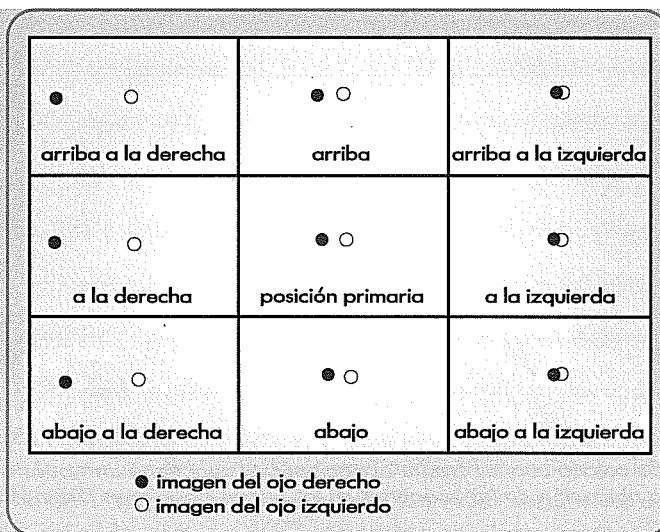 arriba a la derecha
arriba
arriba a la izquierda
a la derecha
posición primaria
a la izquierda
abajo a la derecha
abajo
abajo a la izquierda
imagen del ojo derecho
imagen del ojo izquierdo